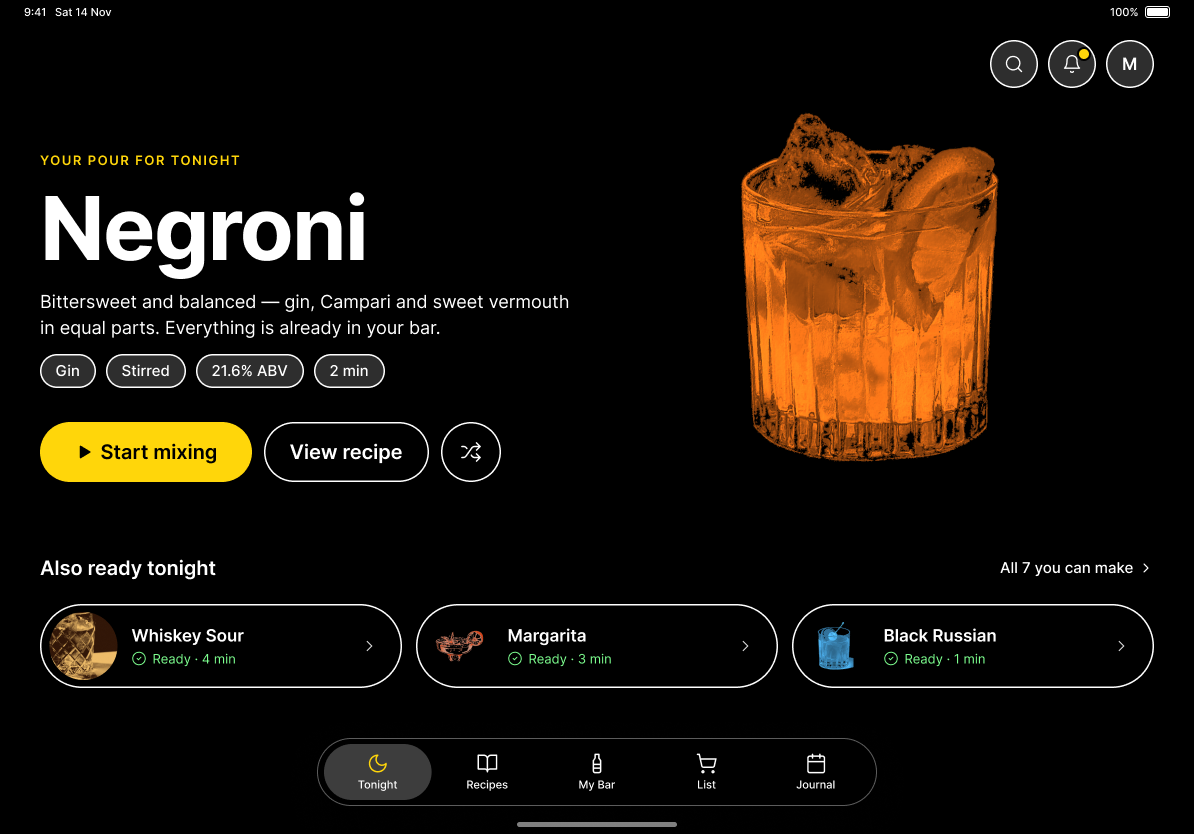 9:41 Sat 14 Nov
100%
M
YOUR POUR FOR TONIGHT
Negroni
Bittersweet and balanced — gin, Campari and sweet vermouth
in equal parts. Everything is already in your bar.
Gin
Stirred
21.6% ABV
2 min
Start mixing
View recipe
Also ready tonight
All 7 you can make
Whiskey Sour
Ready · 4 min
Margarita
Ready · 3 min
Black Russian
Ready · 1 min
Tonight
Recipes
My Bar
List
Journal